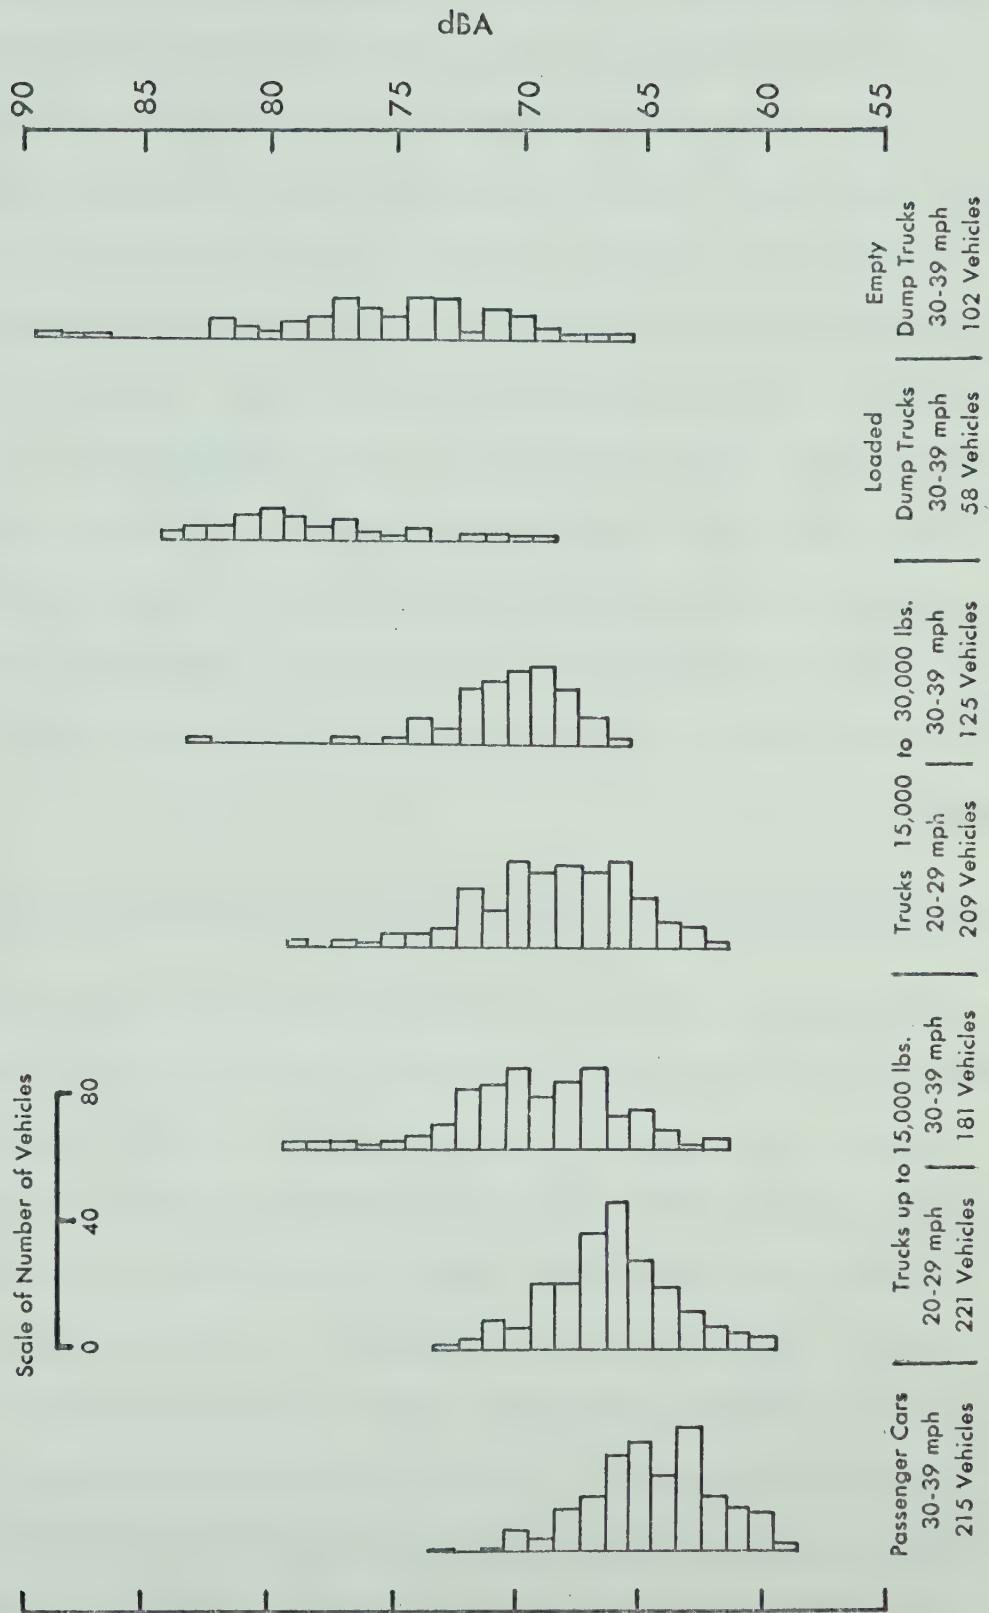 Scale of Number of Vehicles
0 40 80
dBA
90
85
80
75
70
65
60
55
Passenger Cars
30-39 mph
215 Vehicles
Trucks up to 15,000 lbs.
20-29 mph
221 Vehicles
30-39 mph
181 Vehicles
Trucks 15,000 to 30,000 lbs.
20-29 mph
209 Vehicles
30-39 mph
125 Vehicles
Loaded
Dump Trucks
30-39 mph
58 Vehicles
Empty
Dump Trucks
30-39 mph
102 Vehicles